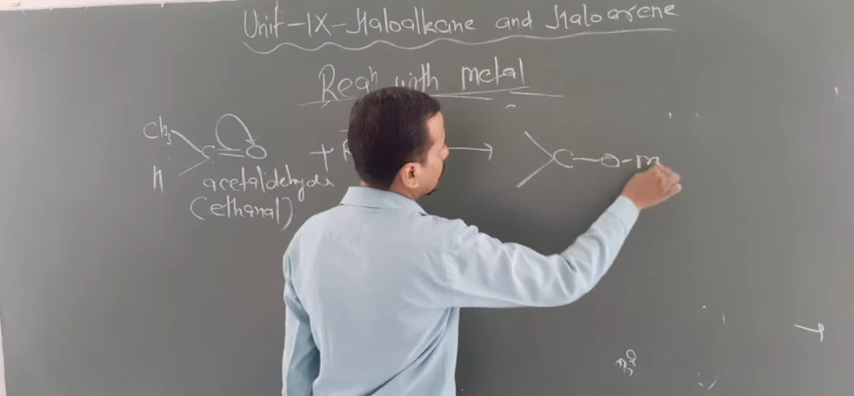 Unit-IX-Haloalkane and Haloarene
Reaⁿ with metal
CH₃
C=O + R → C-O-m
H acetaldehyde
(ethanal)